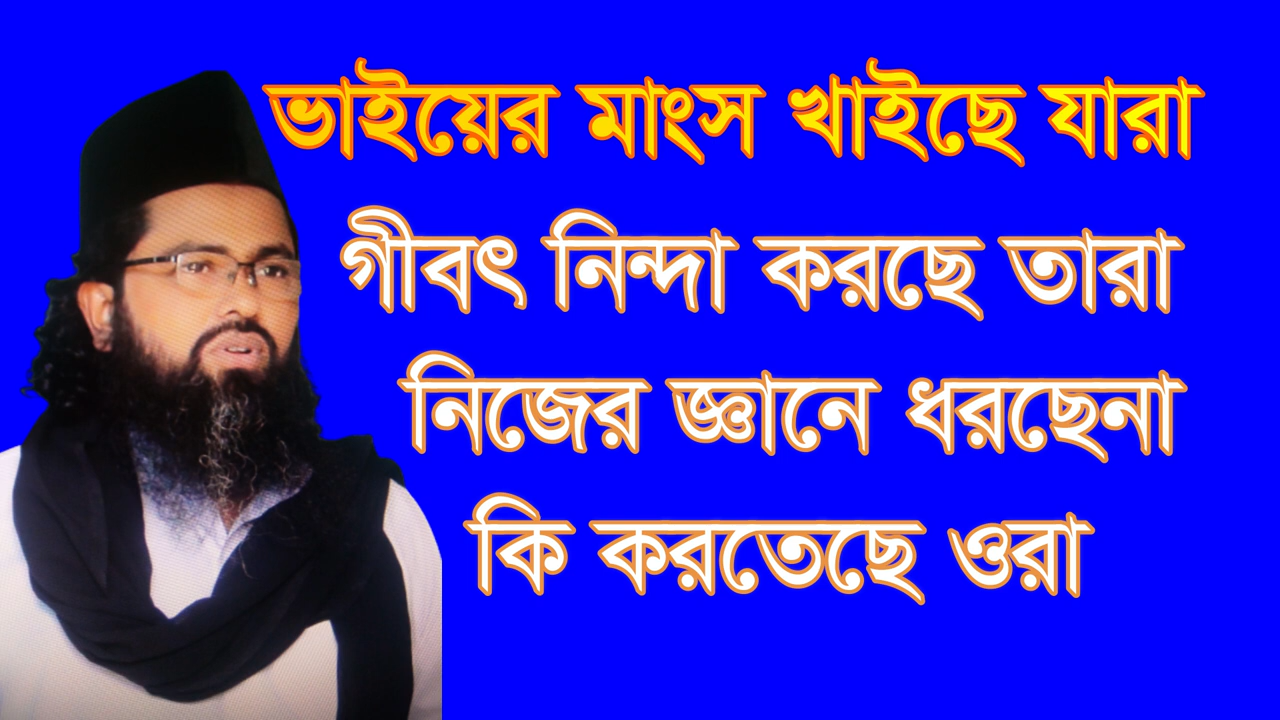 ভাইয়ের মাংস খাইছে যারা
গীবৎ নিন্দা করছে তারা
নিজের জ্ঞানে ধরছেনা
কি করতেছে ওরা